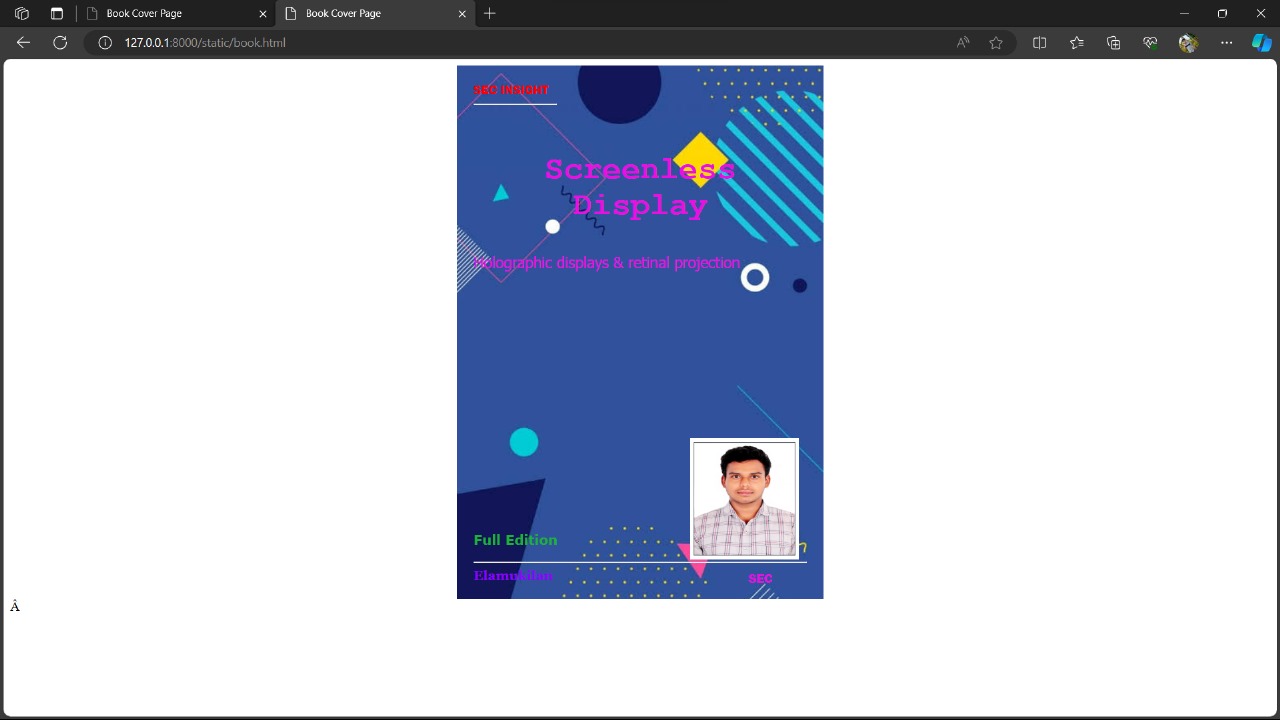 Book Cover Page
Book Cover Page
127.0.0.1:8000/static/book.html
SEC INSIGHT
Screenless
Display
holographic displays & retinal projection
Full Edition
Elamukilan
SEC
Â